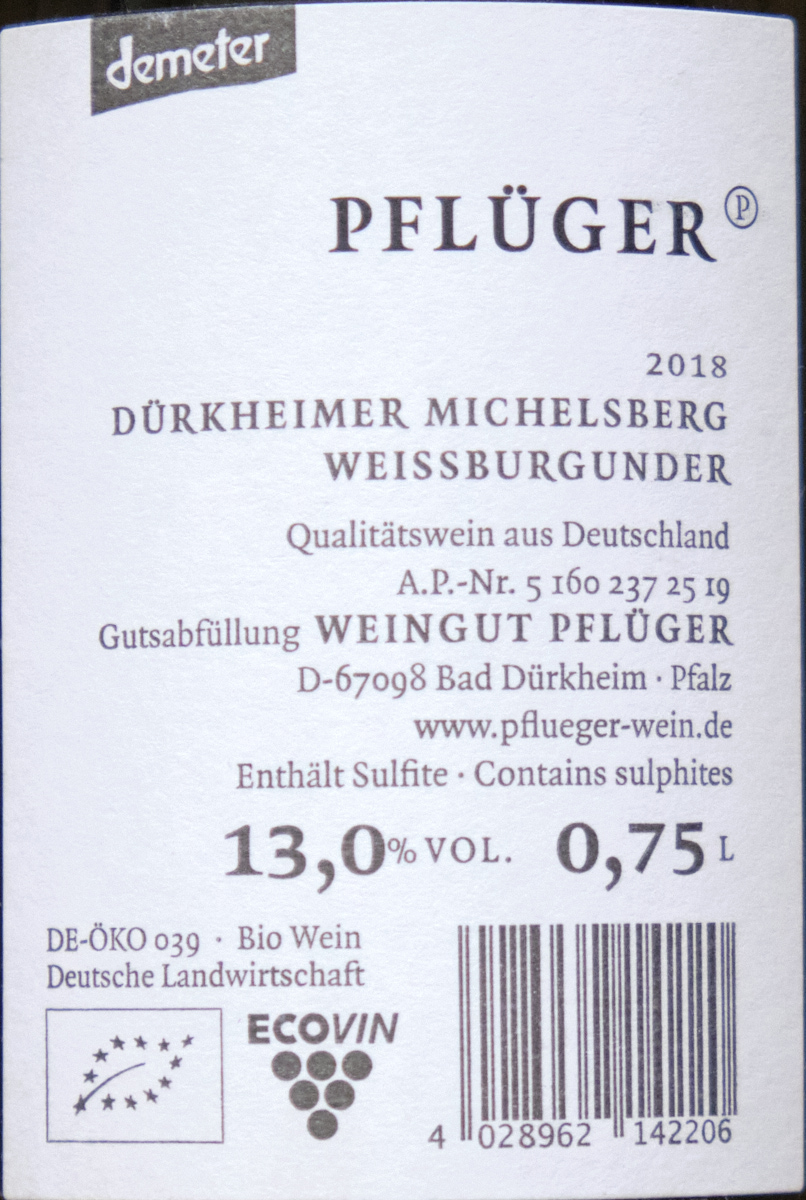 demeter
PFLÜGER Ⓟ
2018
DÜRKHEIMER MICHELSBERG
WEISSBURGUNDER
Qualitätswein aus Deutschland
A.P.-Nr. 5 160 237 25 19
Gutsabfüllung WEINGUT PFLÜGER
D-67098 Bad Dürkheim · Pfalz
www.pflueger-wein.de
Enthält Sulfite · Contains sulphites
13,0% VOL. 0,75 L
DE-ÖKO 039 · Bio Wein
Deutsche Landwirtschaft
ECOVIN
4 028962 142206